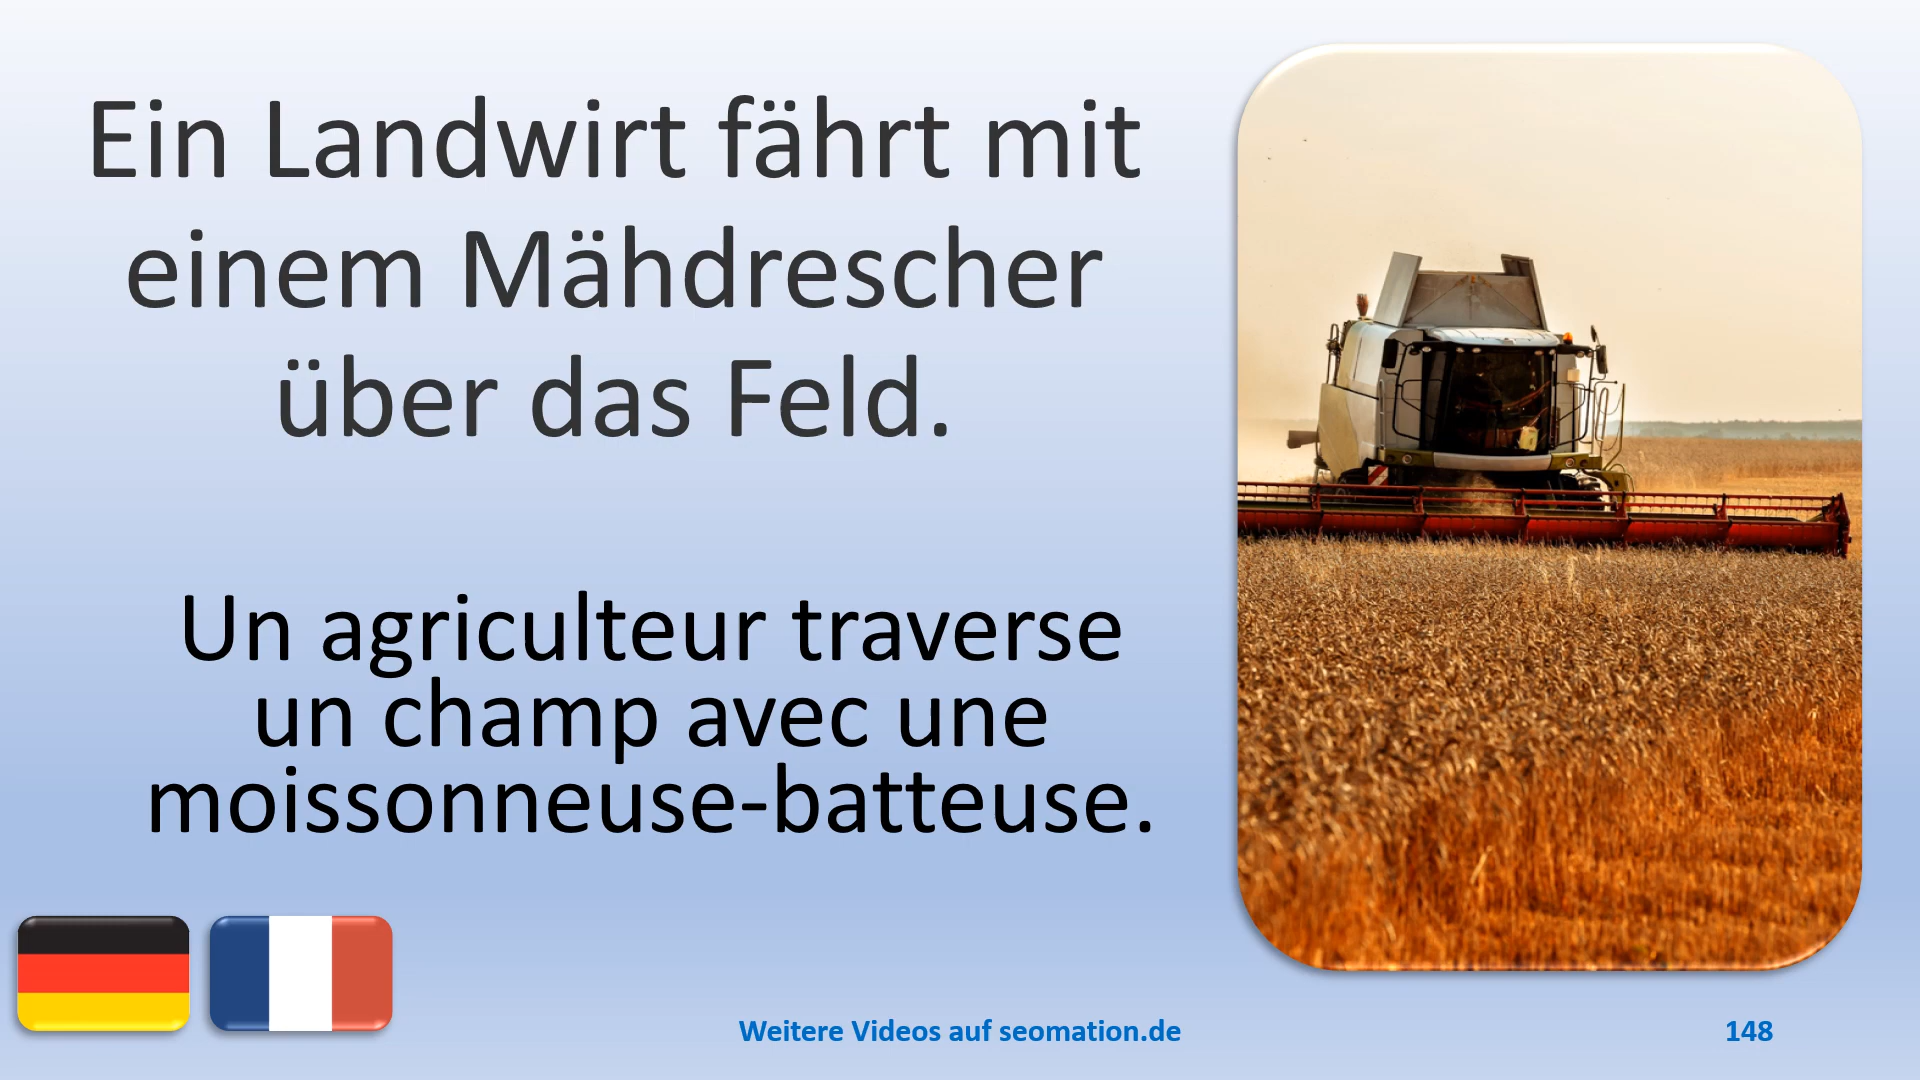 Ein Landwirt fährt mit
einem Mähdrescher
über das Feld.
Un agriculteur traverse
un champ avec une
moissonneuse-batteuse.
Weitere Videos auf seomation.de
148